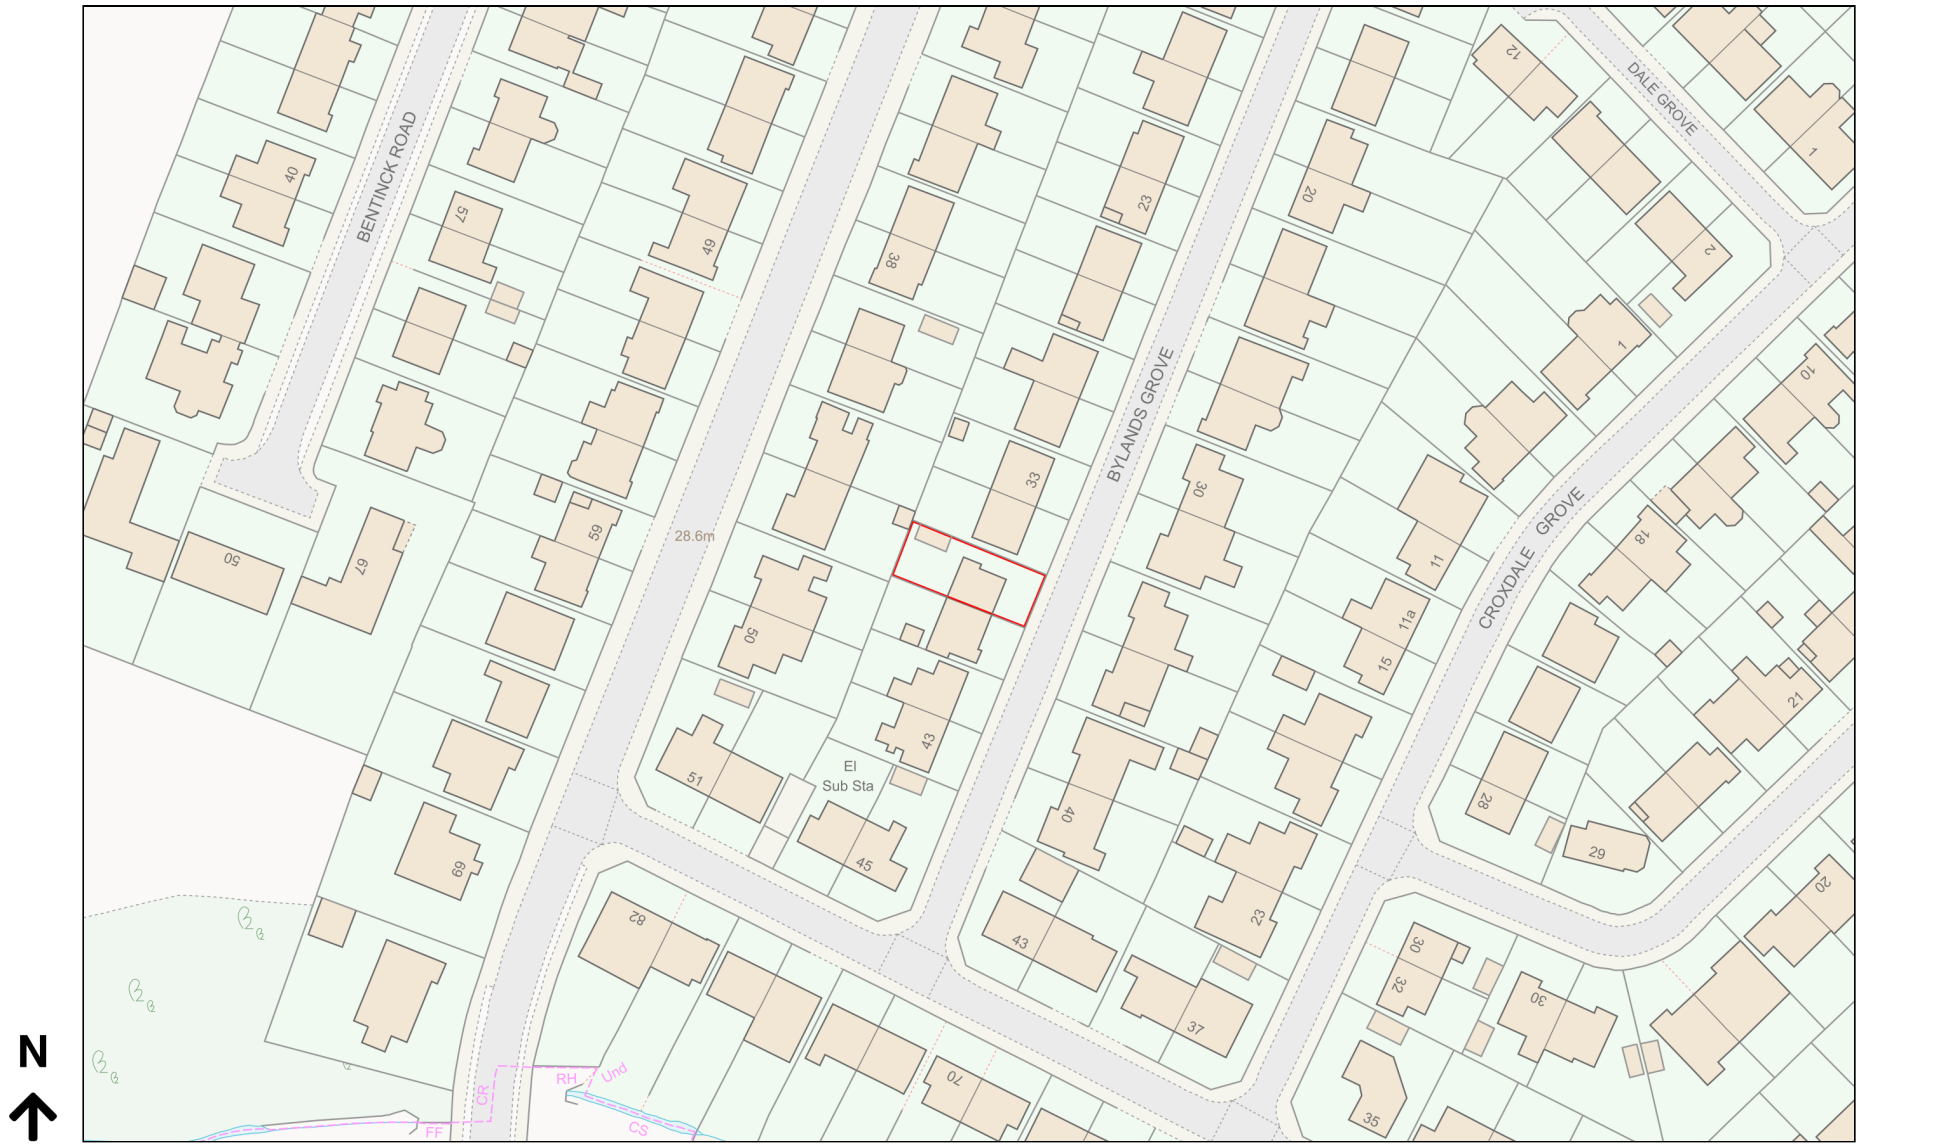 12
DALE GROVE
1
40
BENTINCK ROAD
57
23
20
49
38
2
1
10
BYLANDS GROVE
33
30
28.6m
59
CROXDALE GROVE
18
50
67
11
11a
50
15
21
43
51
El
Sub Sta
40
28
45
29
69
20
82
23
43
30
32
30
37
N
RH
Und
CR
70
FF
CS
35